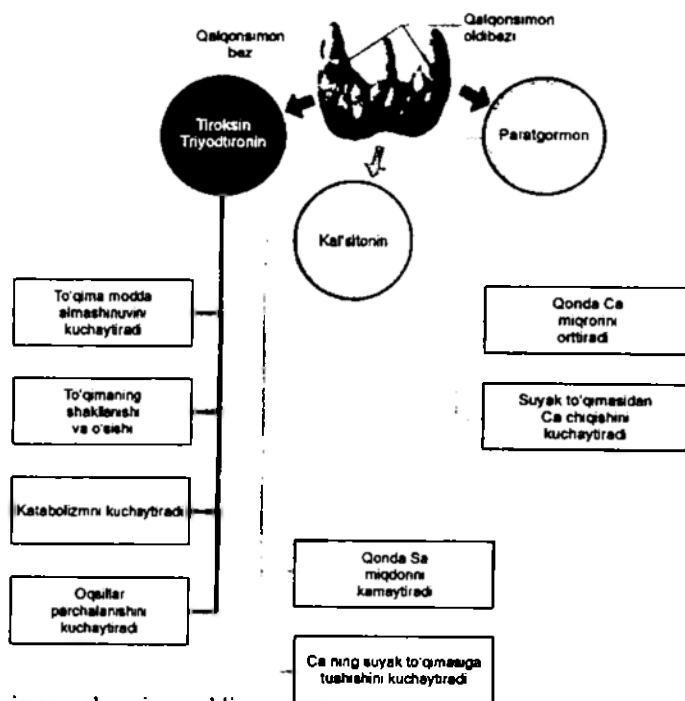 Qalqonsimon
bez
Qalqonsimon
oldibezi
Tiroksin
Triyodtironin
Paratgormon
Kal'sitonin
To'qima modda
almashinuvini
kuchaytiradi
Qonda Ca
miqrorini
orttiradi
To'qimaning
shakllanishi
va o'sishi
Suyak to'qimasidan
Ca chiqishini
kuchaytiradi
Katabolizmni kuchaytiradi
Qonda Sa
miqdorini
kamaytiradi
Oqsillar
parchalanishini
kuchaytiradi
Ca ning suyak to'qimasiga
tushishini kuchaytiradi